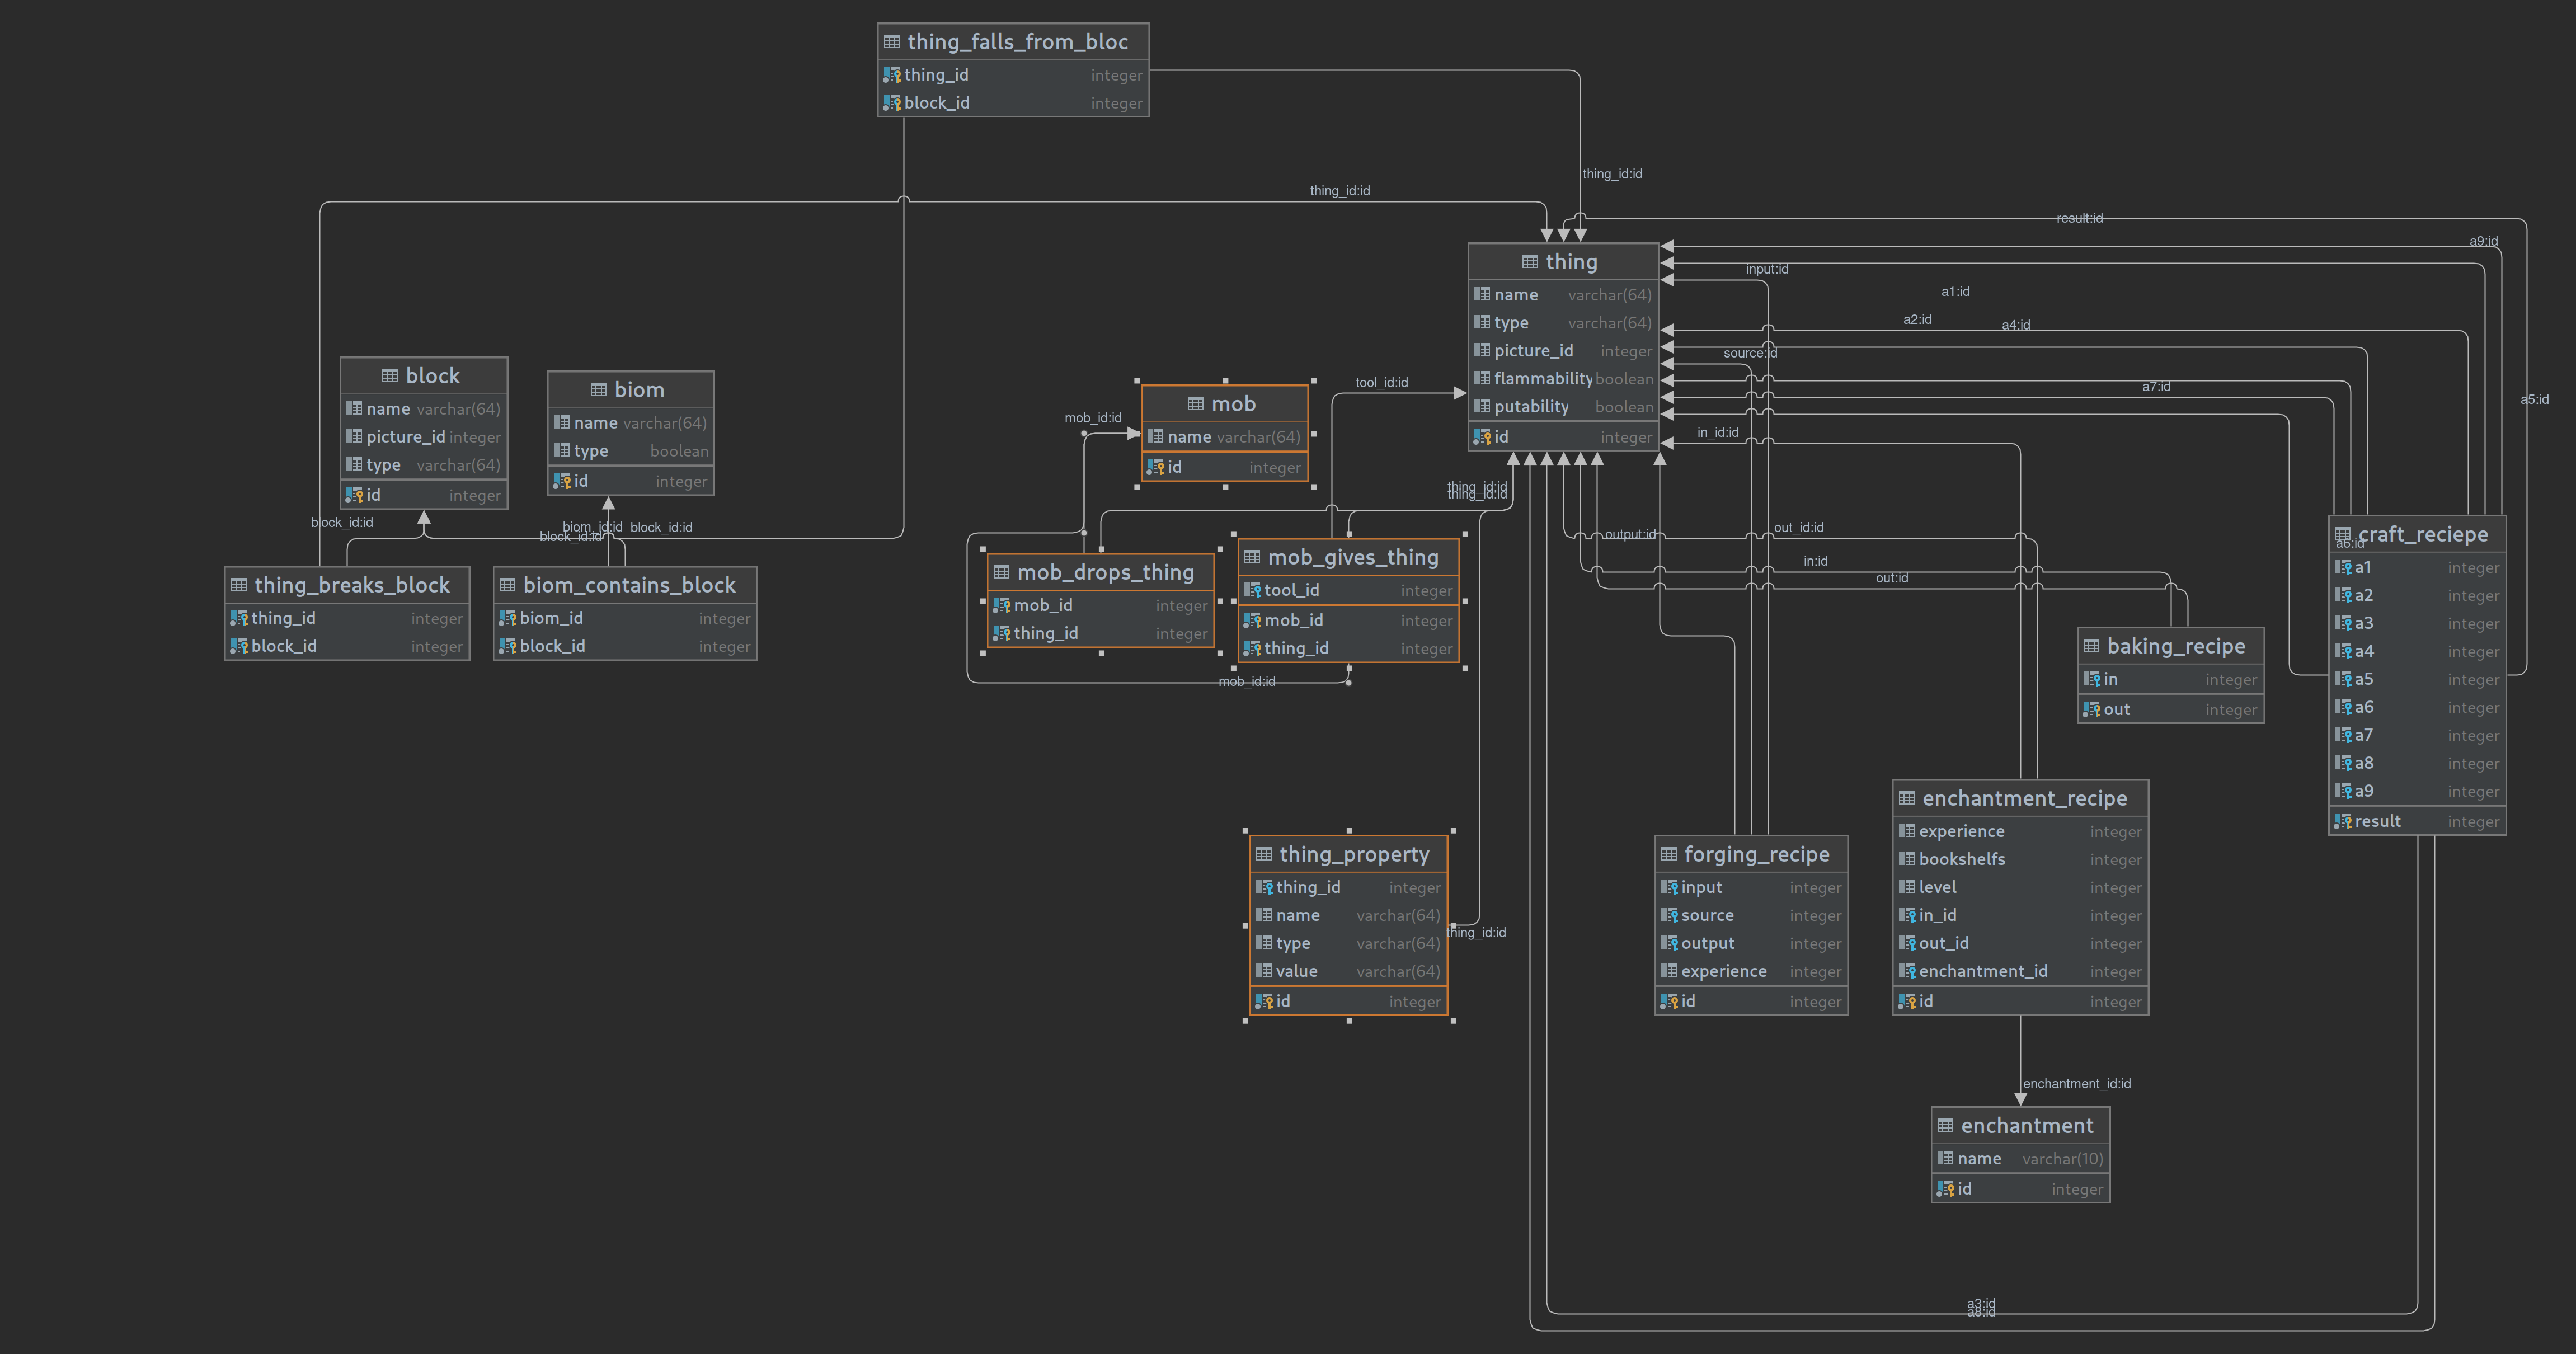 thing_falls_from_bloc
thing_id integer
block_id integer
thing_id:id
thing_id:id
result:id
a9:id
input:id
a1:id
a2:id
a4:id
source:id
a7:id
a5:id
in_id:id
thing
name varchar(64)
type varchar(64)
picture_id integer
flammability boolean
putability boolean
id integer
block
name varchar(64)
picture_id integer
type varchar(64)
id integer
biom
name varchar(64)
type boolean
id integer
mob_id:id
tool_id:id
mob
name varchar(64)
id integer
block_id:id
biom_id:id
block_id:id
block_id:id
thing_id:id
thing_id:id
output:id
out_id:id
in:id
out:id
thing_breaks_block
thing_id integer
block_id integer
biom_contains_block
biom_id integer
block_id integer
mob_drops_thing
mob_id integer
thing_id integer
mob_gives_thing
tool_id integer
mob_id integer
thing_id integer
mob_id:id
craft_reciepe
a6:id
a1 integer
a2 integer
a3 integer
a4 integer
a5 integer
a6 integer
a7 integer
a8 integer
a9 integer
result integer
baking_recipe
in integer
out integer
thing_property
thing_id integer
name varchar(64)
type varchar(64)
value varchar(64)
id integer
thing_id:id
forging_recipe
input integer
source integer
output integer
experience integer
id integer
enchantment_recipe
experience integer
bookshelfs integer
level integer
in_id integer
out_id integer
enchantment_id integer
id integer
enchantment_id:id
enchantment
name varchar(10)
id integer
a3:id
a8:id